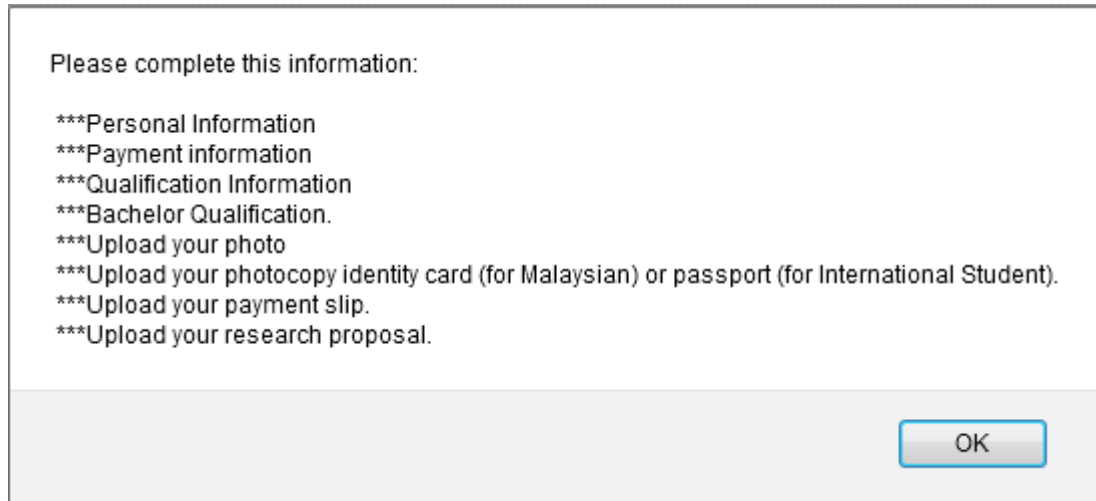 Please complete this information:
***Personal Information
***Payment information
***Qualification Information
***Bachelor Qualification.
***Upload your photo
***Upload your photocopy identity card (for Malaysian) or passport (for International Student).
***Upload your payment slip.
***Upload your research proposal.
OK